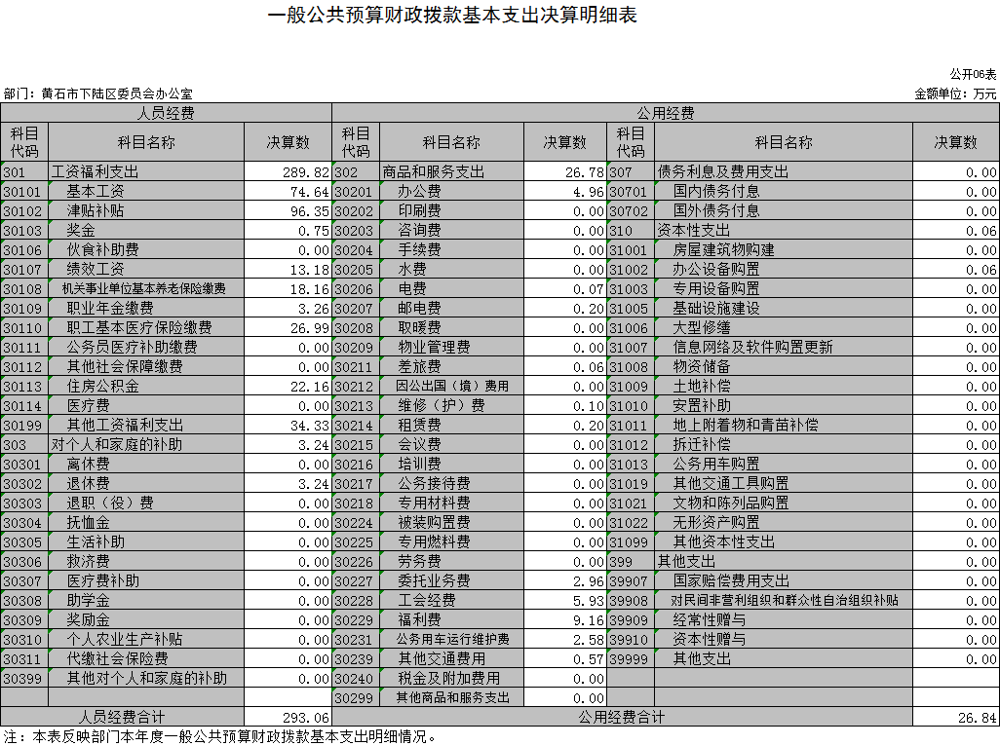 一般公共预算财政拨款基本支出决算明细表
公开06表
部门：黄石市下陆区委员会办公室 金额单位：万元
人员经费 公用经费
科目代码 科目名称 决算数 科目代码 科目名称 决算数 科目代码 科目名称 决算数
301 工资福利支出 289.82 302 商品和服务支出 26.78 307 债务利息及费用支出 0.00
30101 基本工资 74.64 30201 办公费 4.96 30701 国内债务付息 0.00
30102 津贴补贴 96.35 30202 印刷费 0.00 30702 国外债务付息 0.00
30103 奖金 0.75 30203 咨询费 0.00 310 资本性支出 0.06
30106 伙食补助费 0.00 30204 手续费 0.00 31001 房屋建筑物购建 0.00
30107 绩效工资 13.18 30205 水费 0.00 31002 办公设备购置 0.06
30108 机关事业单位基本养老保险缴费 18.16 30206 电费 0.07 31003 专用设备购置 0.00
30109 职业年金缴费 3.26 30207 邮电费 0.20 31005 基础设施建设 0.00
30110 职工基本医疗保险缴费 26.99 30208 取暖费 0.00 31006 大型修缮 0.00
30111 公务员医疗补助缴费 0.00 30209 物业管理费 0.00 31007 信息网络及软件购置更新 0.00
30112 其他社会保障缴费 0.00 30211 差旅费 0.06 31008 物资储备 0.00
30113 住房公积金 22.16 30212 因公出国（境）费用 0.00 31009 土地补偿 0.00
30114 医疗费 0.00 30213 维修（护）费 0.10 31010 安置补助 0.00
30199 其他工资福利支出 34.33 30214 租赁费 0.20 31011 地上附着物和青苗补偿 0.00
303 对个人和家庭的补助 3.24 30215 会议费 0.00 31012 拆迁补偿 0.00
30301 离休费 0.00 30216 培训费 0.00 31013 公务用车购置 0.00
30302 退休费 3.24 30217 公务接待费 0.00 31019 其他交通工具购置 0.00
30303 退职（役）费 0.00 30218 专用材料费 0.00 31021 文物和陈列品购置 0.00
30304 抚恤金 0.00 30224 被装购置费 0.00 31022 无形资产购置 0.00
30305 生活补助 0.00 30225 专用燃料费 0.00 31099 其他资本性支出 0.00
30306 救济费 0.00 30226 劳务费 0.00 399 其他支出 0.00
30307 医疗费补助 0.00 30227 委托业务费 2.96 39907 国家赔偿费用支出 0.00
30308 助学金 0.00 30228 工会经费 5.93 39908 对民间非营利组织和群众性自治组织补贴 0.00
30309 奖励金 0.00 30229 福利费 9.16 39909 经常性赠与 0.00
30310 个人农业生产补贴 0.00 30231 公务用车运行维护费 2.58 39910 资本性赠与 0.00
30311 代缴社会保险费 0.00 30239 其他交通费用 0.57 39999 其他支出 0.00
30399 其他对个人和家庭的补助 0.00 30240 税金及附加费用 0.00
30299 其他商品和服务支出 0.00
人员经费合计 293.06 公用经费合计 26.84
注：本表反映部门本年度一般公共预算财政拨款基本支出明细情况。